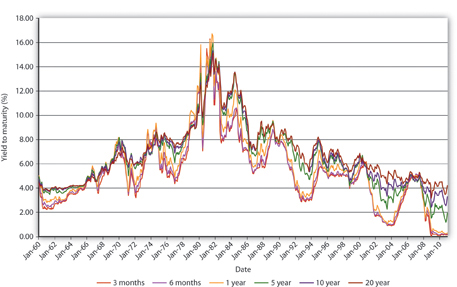 18.00
16.00
14.00
12.00
10.00
8.00
6.00
4.00
2.00
0.00
Yield to maturity (%)
Jan-60 Jan-62 Jan-64 Jan-66 Jan-68 Jan-70 Jan-72 Jan-74 Jan-76 Jan-78 Jan-80 Jan-82 Jan-84 Jan-86 Jan-88 Jan-90 Jan-92 Jan-94 Jan-96 Jan-98 Jan-00 Jan-02 Jan-04 Jan-06 Jan-08 Jan-10
Date
3 months 6 months 1 year 5 year 10 year 20 year